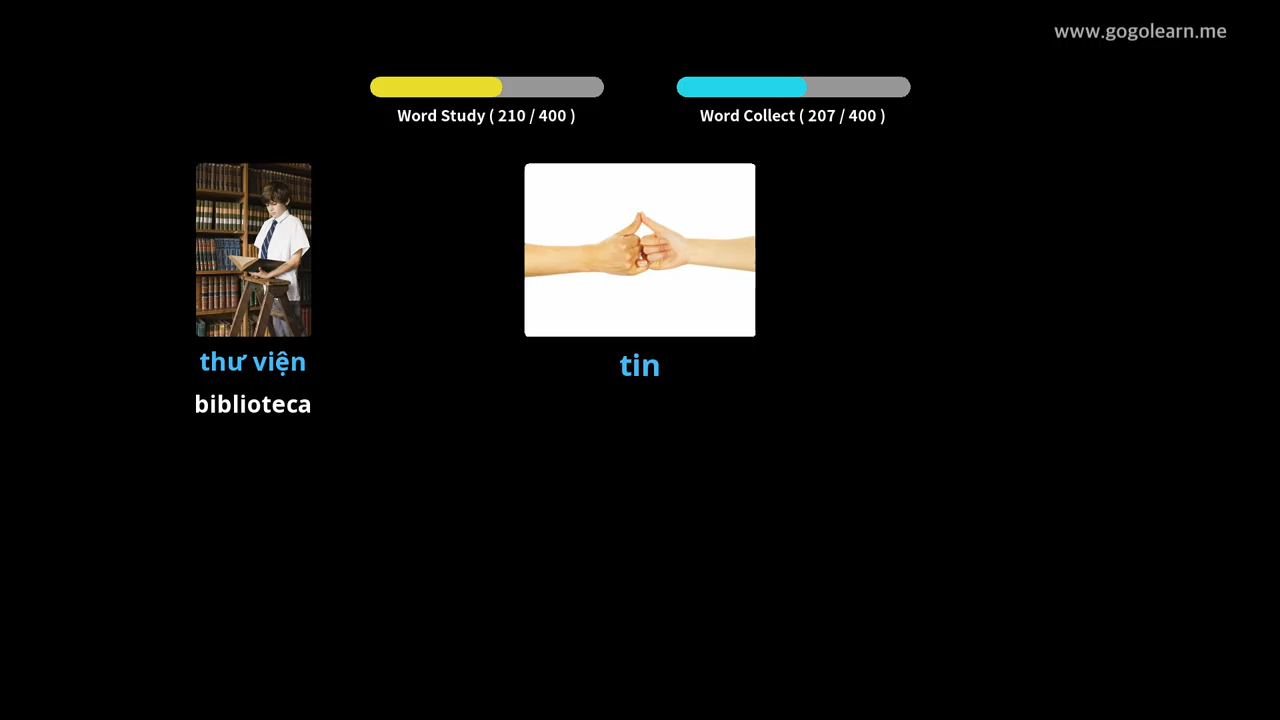 www.gogolearn.me
Word Study ( 210 / 400 )
Word Collect ( 207 / 400 )
thư viện
biblioteca
tin